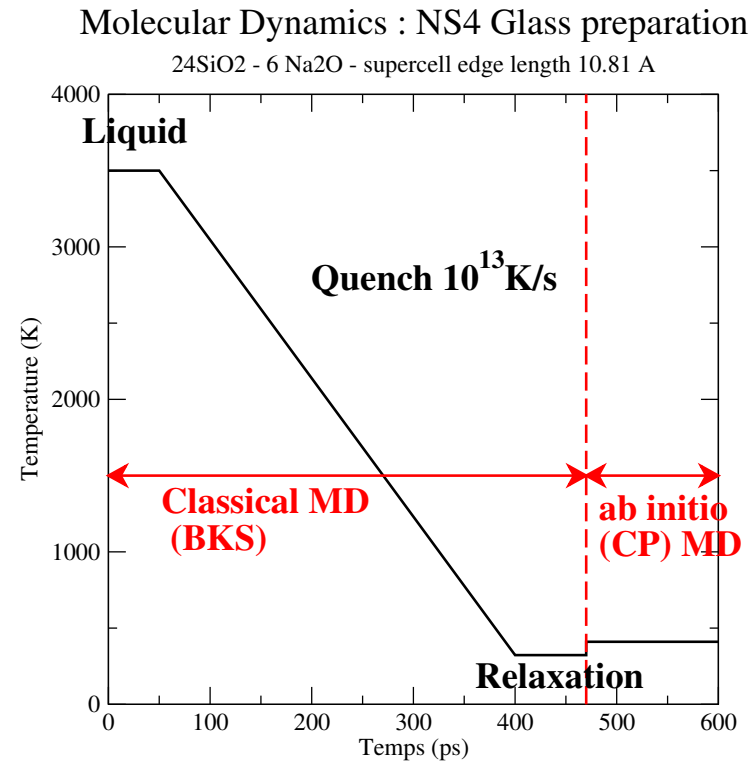 Molecular Dynamics : NS4 Glass preparation
24SiO2 - 6 Na2O - supercell edge length 10.81 A
4000
Liquid
3000
Quench 10^13K/s
Temperature (K)
2000
Classical MD
(BKS)
ab initio
(CP) MD
1000
Relaxation
0
0 100 200 300 400 500 600
Temps (ps)